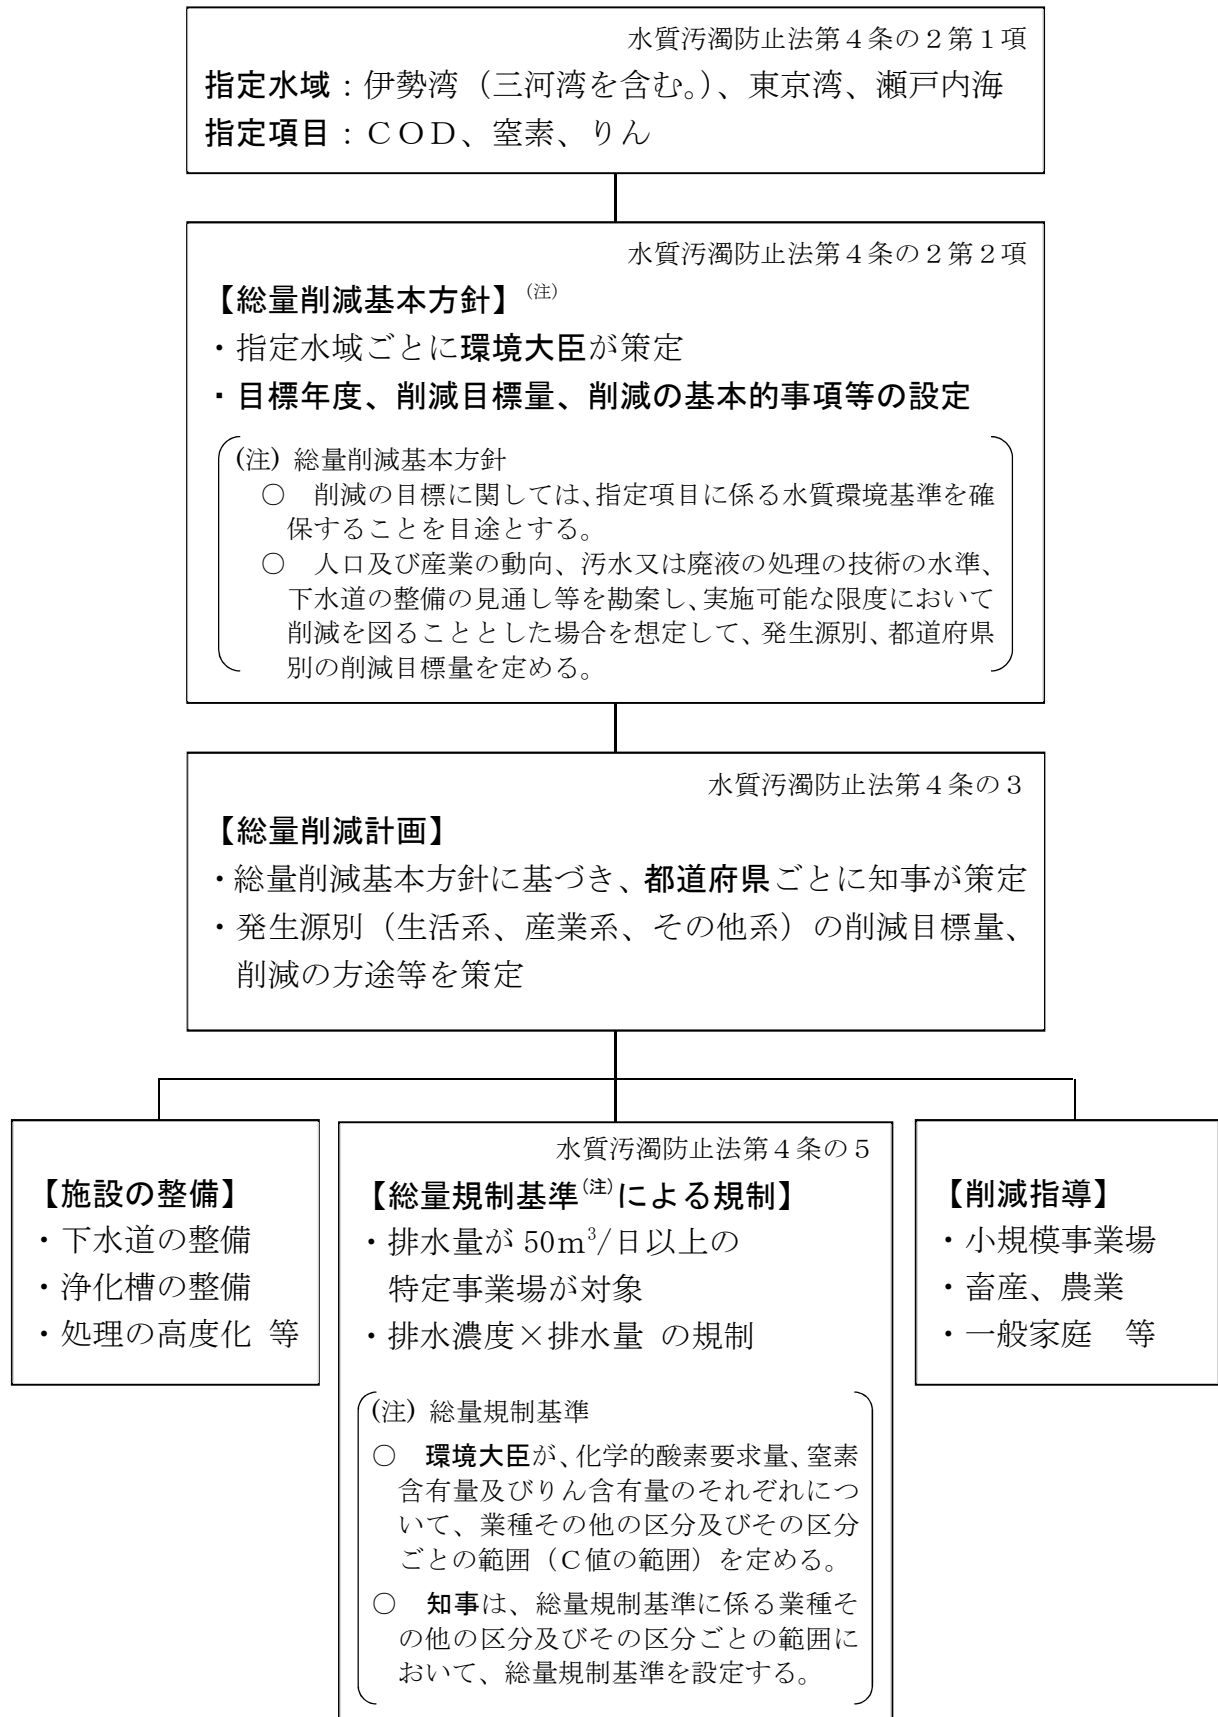 水質汚濁防止法第４条の２第１項
指定水域：伊勢湾（三河湾を含む。）、東京湾、瀬戸内海
指定項目：ＣＯＤ、窒素、りん
水質汚濁防止法第４条の２第２項
【総量削減基本方針】(注)
・指定水域ごとに環境大臣が策定
・目標年度、削減目標量、削減の基本的事項等の設定
(注) 総量削減基本方針
○　削減の目標に関しては、指定項目に係る水質環境基準を確
保することを目途とする。
○　人口及び産業の動向、汚水又は廃液の処理の技術の水準、
下水道の整備の見通し等を勘案し、実施可能な限度において
削減を図ることとした場合を想定して、発生源別、都道府県
別の削減目標量を定める。
水質汚濁防止法第４条の３
【総量削減計画】
・総量削減基本方針に基づき、都道府県ごとに知事が策定
・発生源別（生活系、産業系、その他系）の削減目標量、
削減の方途等を策定
【施設の整備】
・下水道の整備
・浄化槽の整備
・処理の高度化 等
水質汚濁防止法第４条の５
【総量規制基準(注)による規制】
・排水量が 50ｍ³/日以上の
特定事業場が対象
・排水濃度×排水量 の規制
(注) 総量規制基準
○　環境大臣が、化学的酸素要求量、窒素
含有量及びりん含有量のそれぞれにつ
いて、業種その他の区分及びその区分
ごとの範囲（Ｃ値の範囲）を定める。
○　知事は、総量規制基準に係る業種そ
の他の区分及びその区分ごとの範囲に
おいて、総量規制基準を設定する。
【削減指導】
・小規模事業場
・畜産、農業
・一般家庭　等